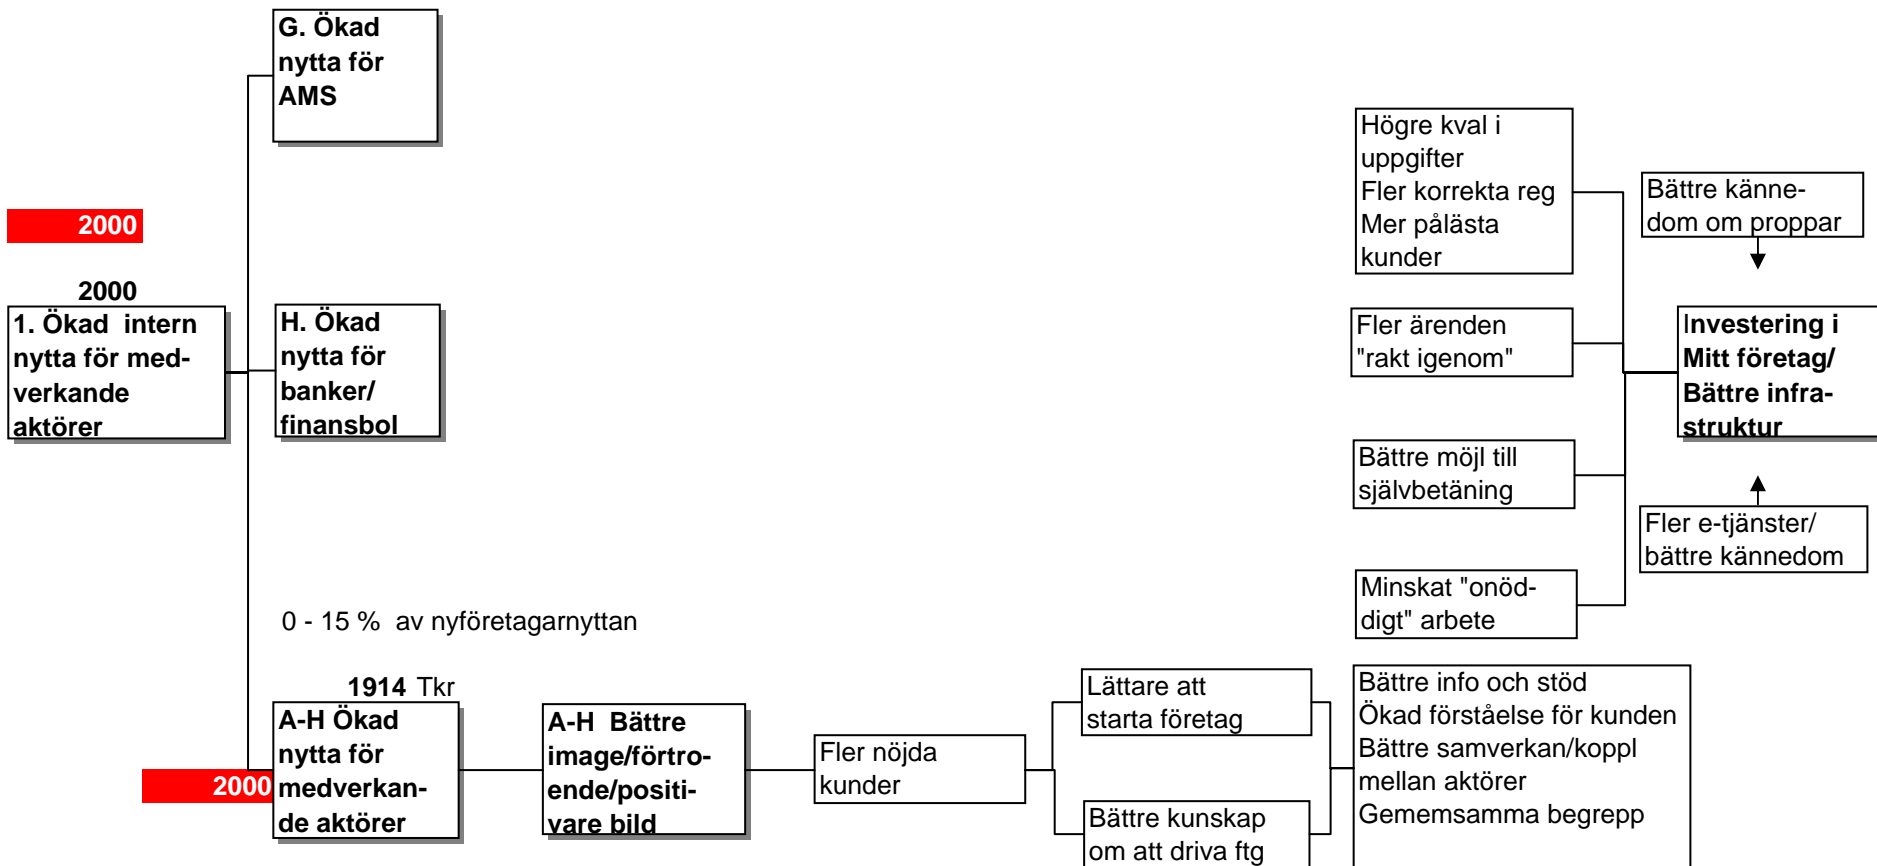 G. Ökad
nytta för
AMS
2000
2000
1. Ökad  intern
nytta för med-
verkande
aktörer
H. Ökad
nytta för
banker/
finansbol
0 - 15 %  av nyföretagarnyttan
1914 Tkr
2000
A-H Ökad
nytta för
medverkan-
de aktörer
A-H  Bättre
image/förtro-
ende/positi-
vare bild
Fler nöjda
kunder
Lättare att
starta företag
Bättre kunskap
om att driva ftg
Bättre info och stöd
Ökad förståelse för kunden
Bättre samverkan/koppl
mellan aktörer
Gememsamma begrepp
Högre kval i
uppgifter
Fler korrekta reg
Mer pålästa
kunder
Fler ärenden
"rakt igenom"
Bättre möjl till
självbetäning
Minskat "onöd-
digt" arbete
Bättre känne-
dom om proppar
Investering i
Mitt företag/
Bättre infra-
struktur
Fler e-tjänster/
bättre kännedom